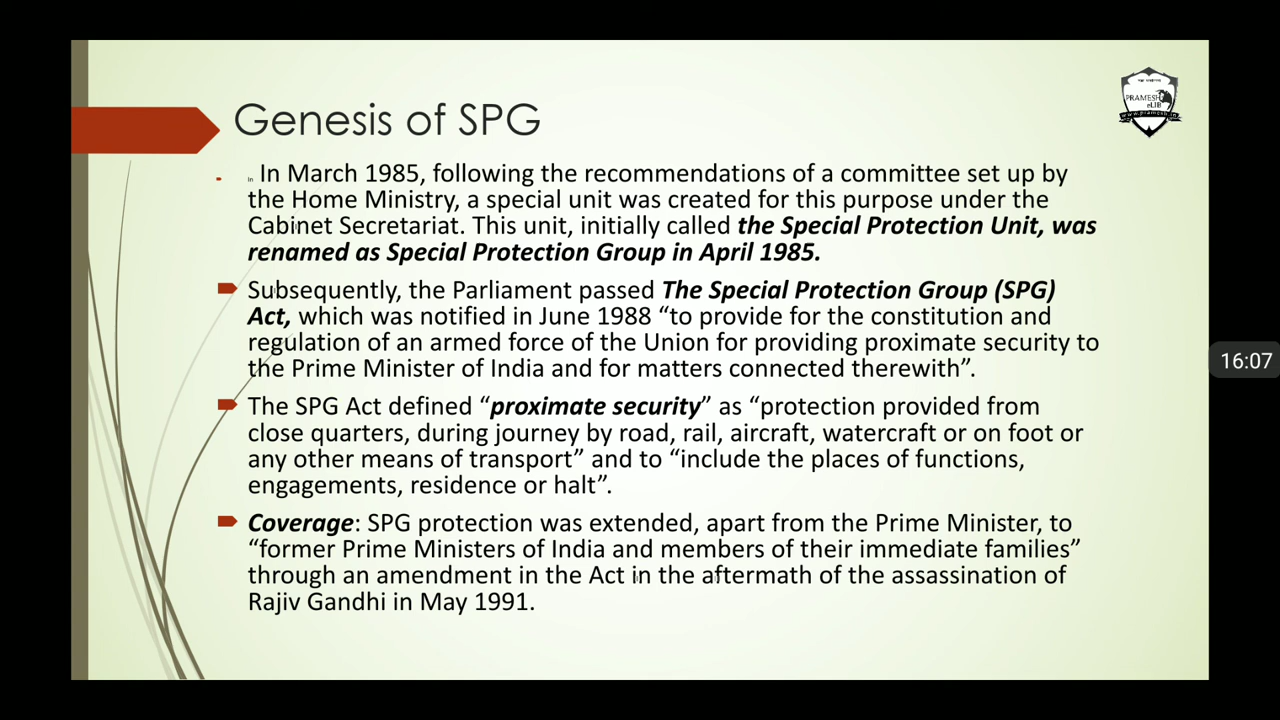 Genesis of SPG
PRAMESH
eLIB
www.pramesh.in
In In March 1985, following the recommendations of a committee set up by
the Home Ministry, a special unit was created for this purpose under the
Cabinet Secretariat. This unit, initially called the Special Protection Unit, was
renamed as Special Protection Group in April 1985.
Subsequently, the Parliament passed The Special Protection Group (SPG)
Act, which was notified in June 1988 “to provide for the constitution and
regulation of an armed force of the Union for providing proximate security to
the Prime Minister of India and for matters connected therewith”.
The SPG Act defined “proximate security” as “protection provided from
close quarters, during journey by road, rail, aircraft, watercraft or on foot or
any other means of transport” and to “include the places of functions,
engagements, residence or halt”.
Coverage: SPG protection was extended, apart from the Prime Minister, to
“former Prime Ministers of India and members of their immediate families”
through an amendment in the Act in the aftermath of the assassination of
Rajiv Gandhi in May 1991.
16:07